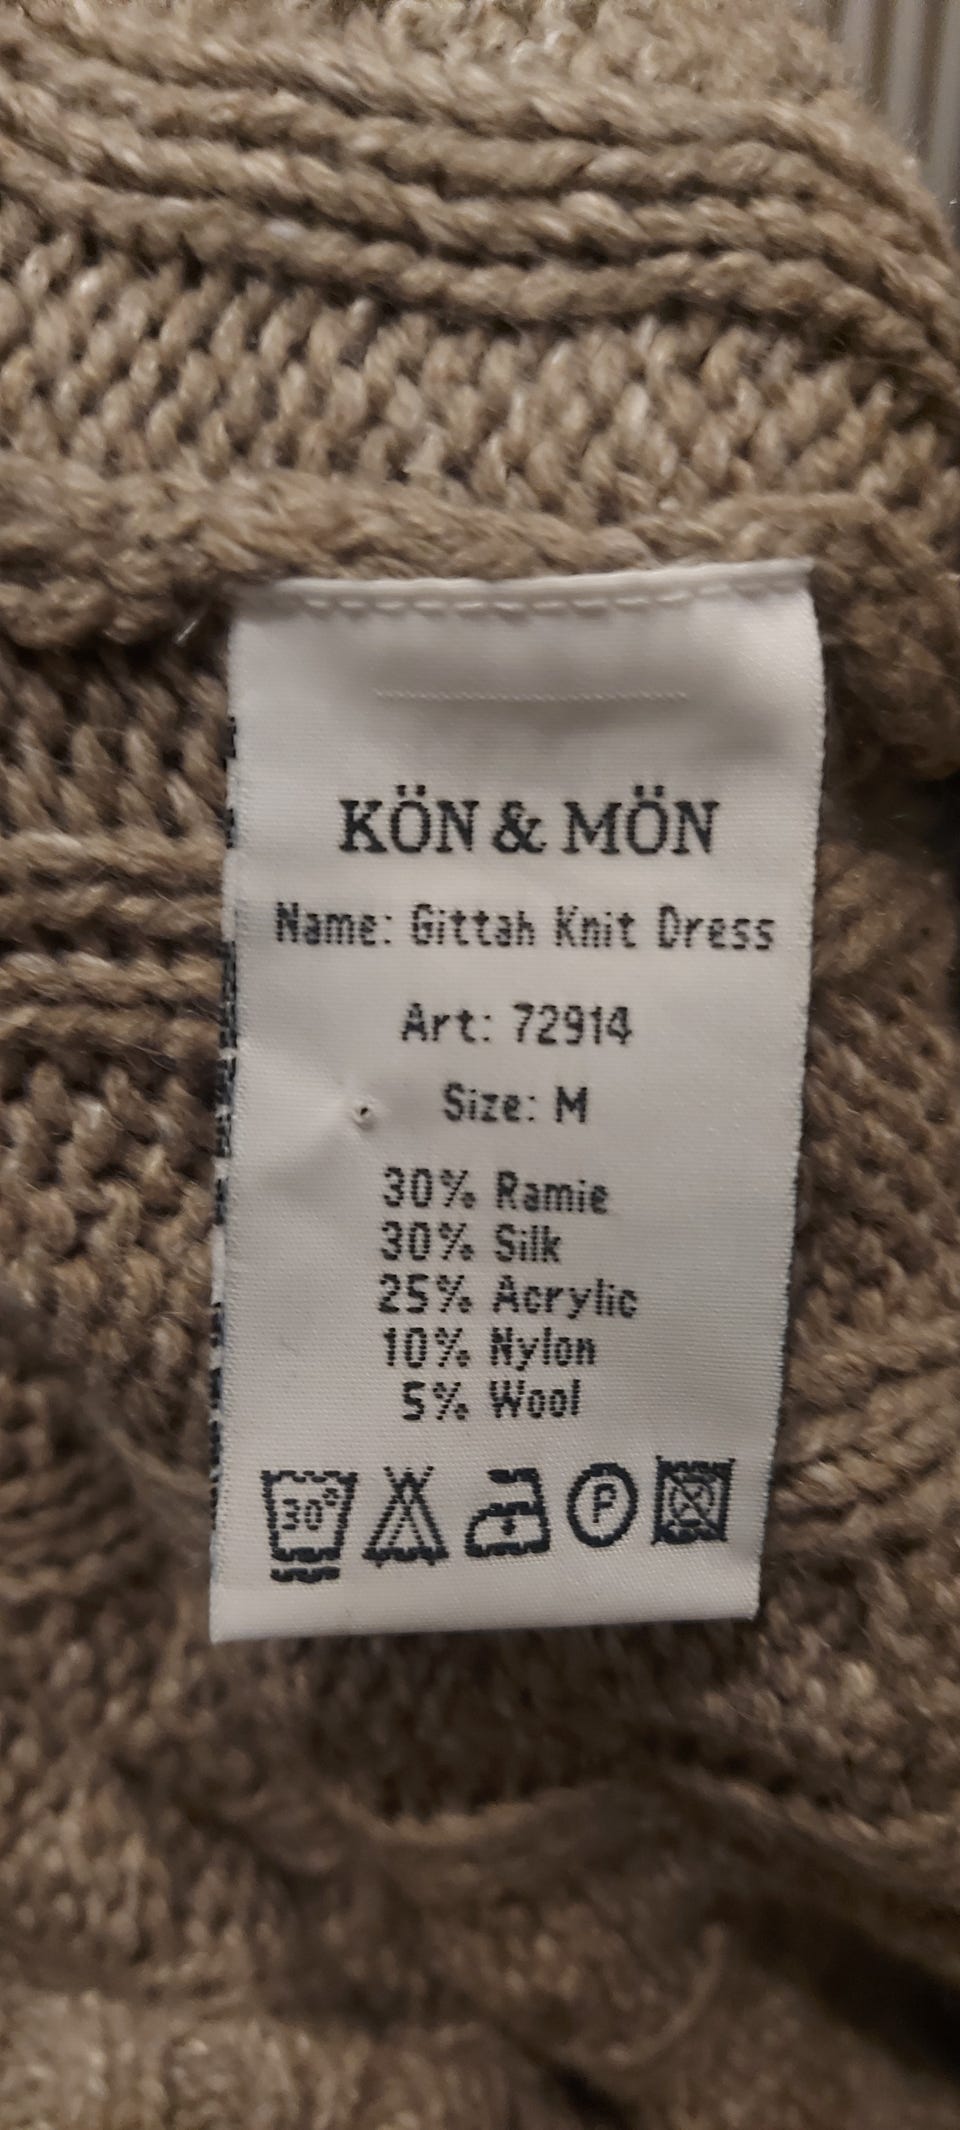 KÖN & MÖN
Name: Gittah Knit Dress
Art: 72914
Size: M
30% Ramie
30% Silk
25% Acrylic
10% Nylon
5% Wool
30° P